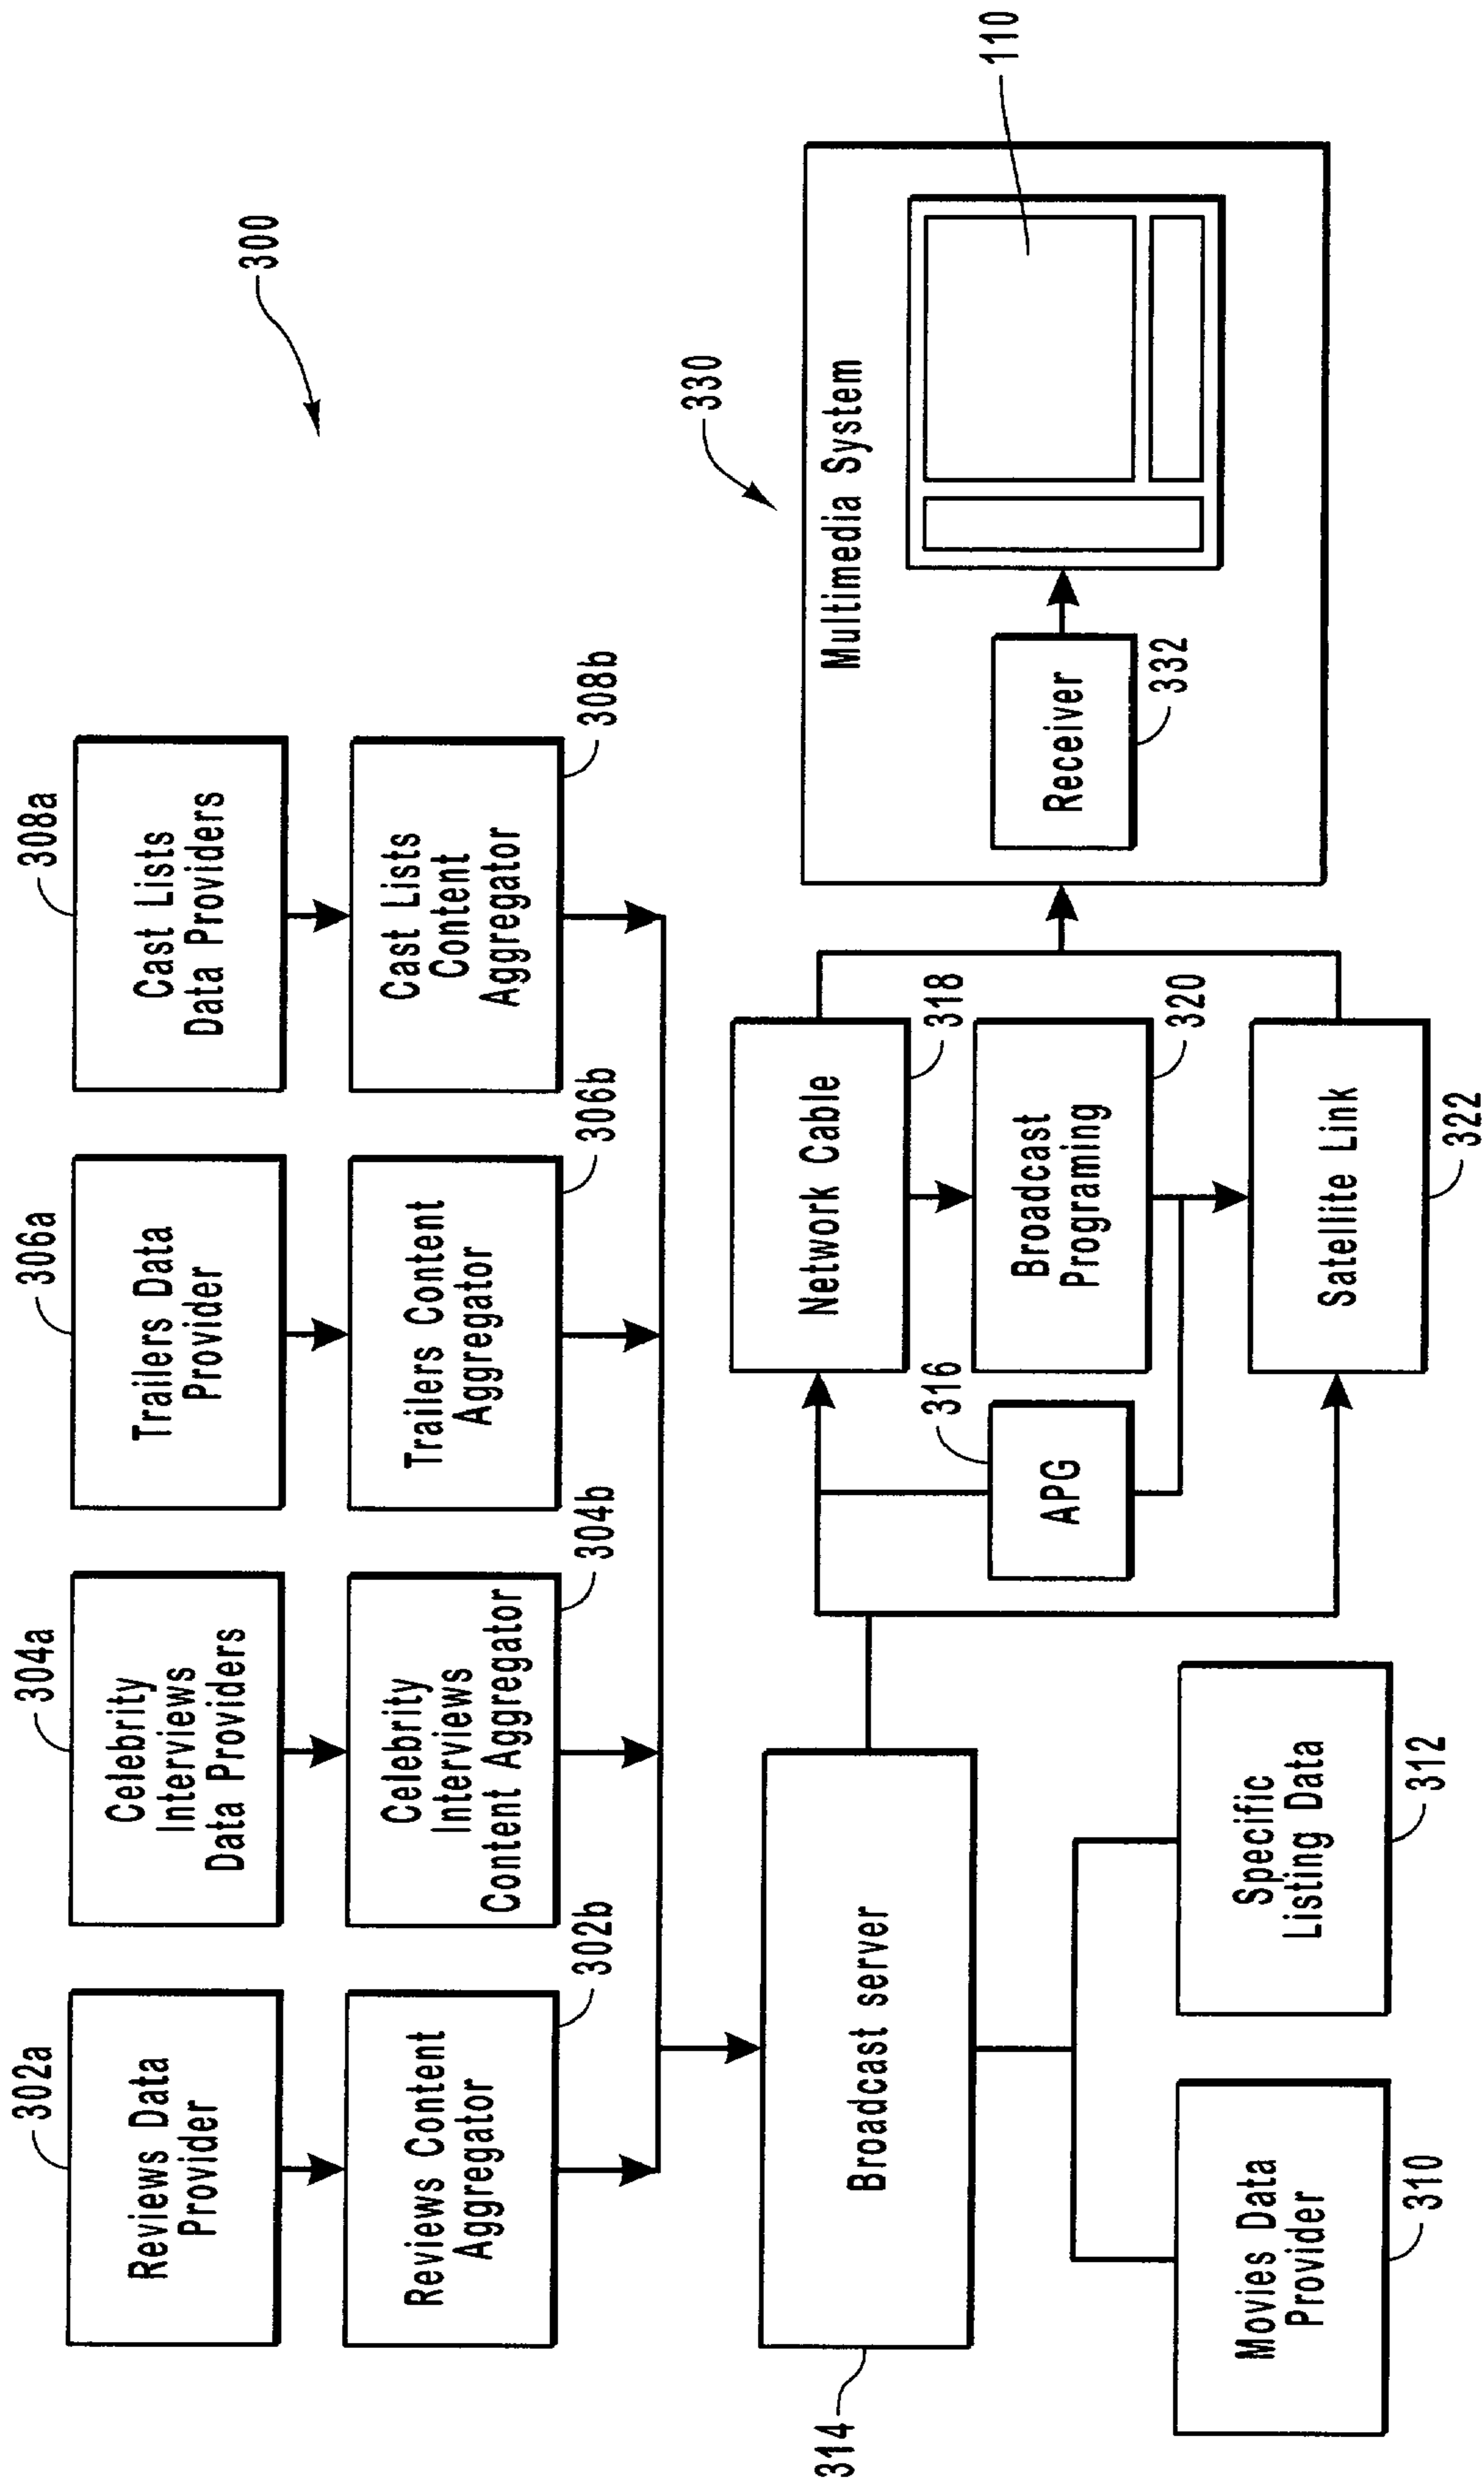 300
302a
Reviews Data
Provider
304a
Celebrity
Interviews
Data Providers
306a
Trailers Data
Provider
308a
Cast Lists
Data Providers
Reviews Content
Aggregator
302b
Celebrity
Interviews
Content Aggregator
304b
Trailers Content
Aggregator
306b
Cast Lists
Content
Aggregator
308b
314
Broadcast server
Movies Data
Provider
310
Specific
Listing Data
312
316
APG
Network Cable
318
Broadcast
Programing
320
Satellite Link
322
330
Multimedia System
Receiver
332
110